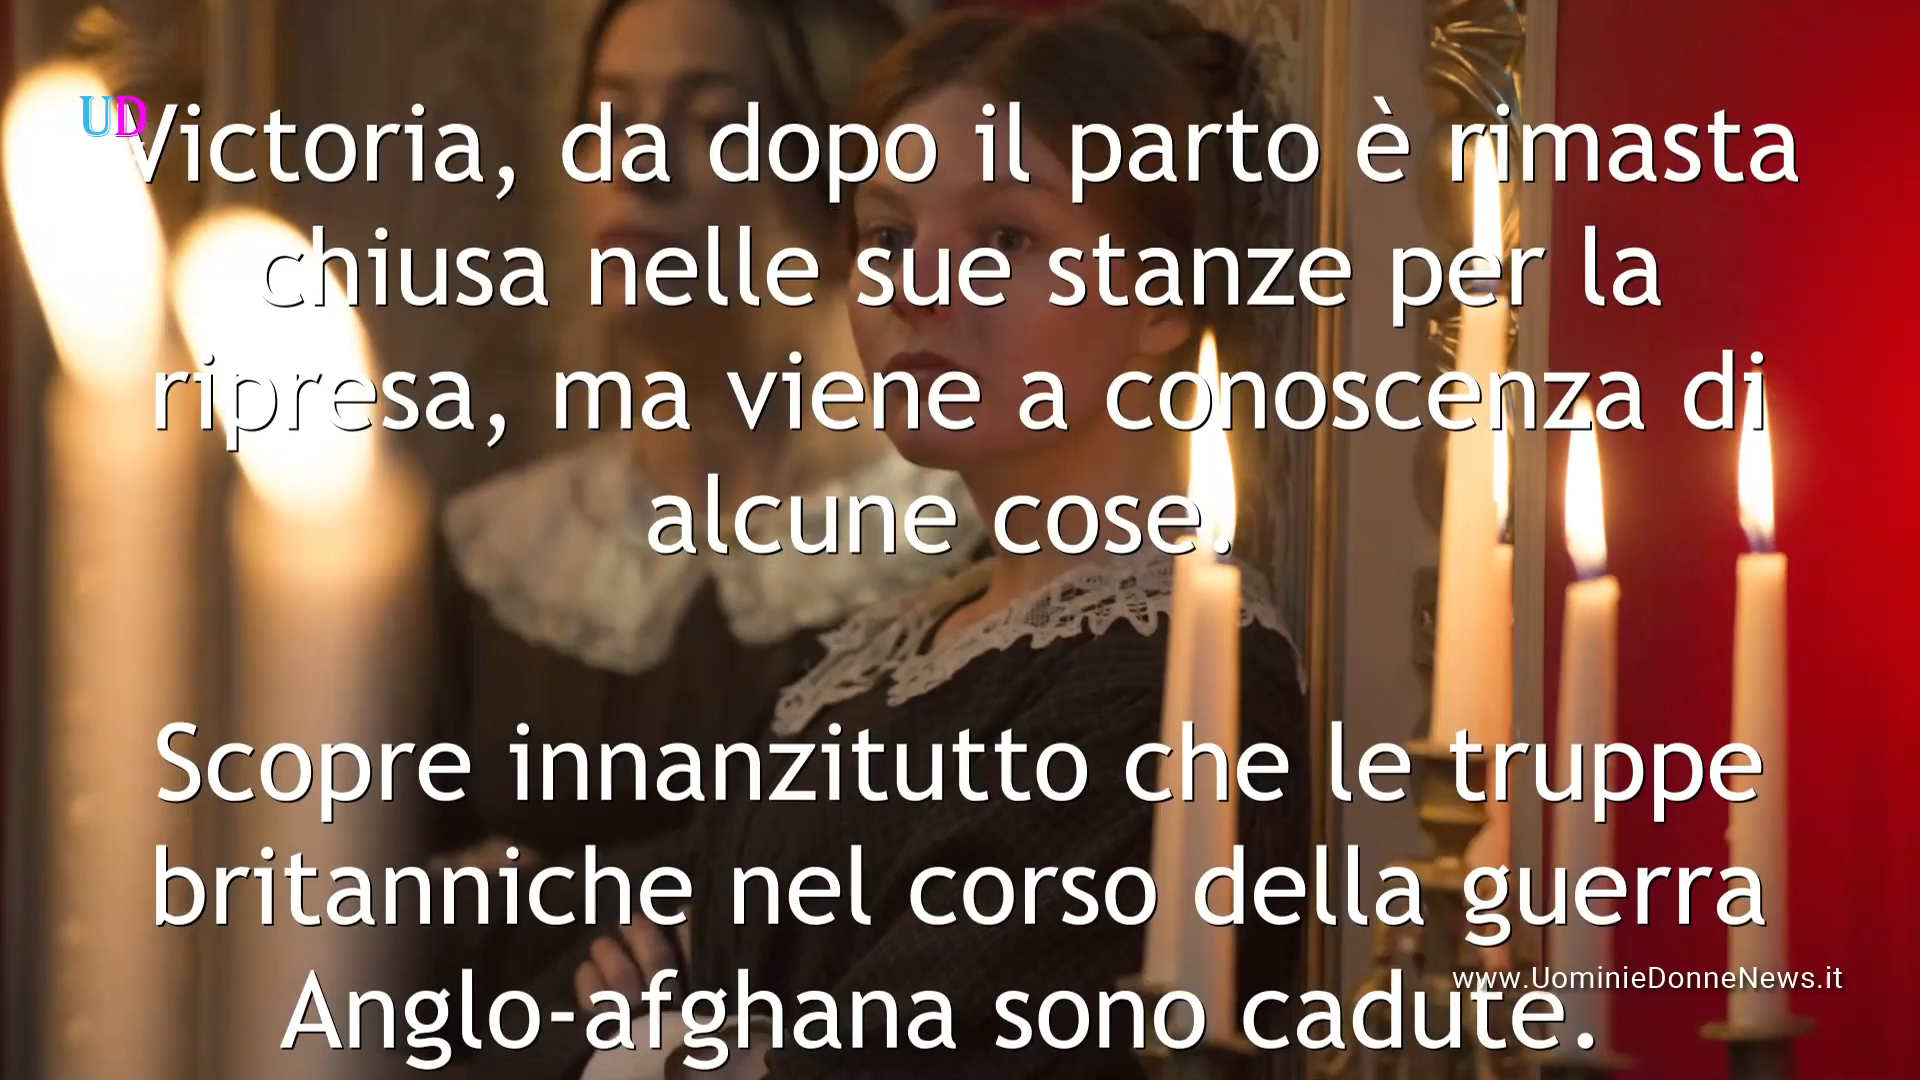 UD
Victoria, da dopo il parto è rimasta
chiusa nelle sue stanze per la
ripresa, ma viene a conoscenza di
alcune cose.
Scopre innanzitutto che le truppe
britanniche nel corso della guerra
www.UominieDonneNews.it
Anglo-afghana sono cadute.